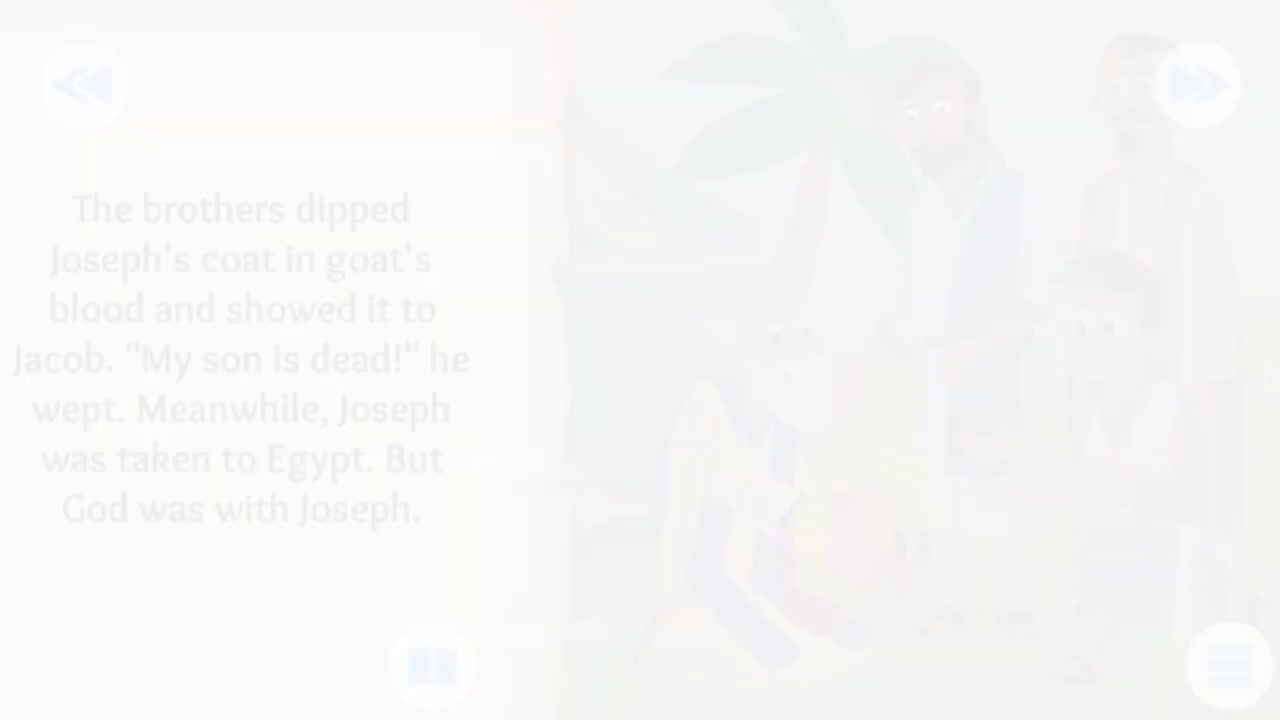 The brothers dipped
Joseph's coat in goat's
blood and showed it to
Jacob. "My son is dead!" he
wept. Meanwhile, Joseph
was taken to Egypt. But
God was with Joseph.